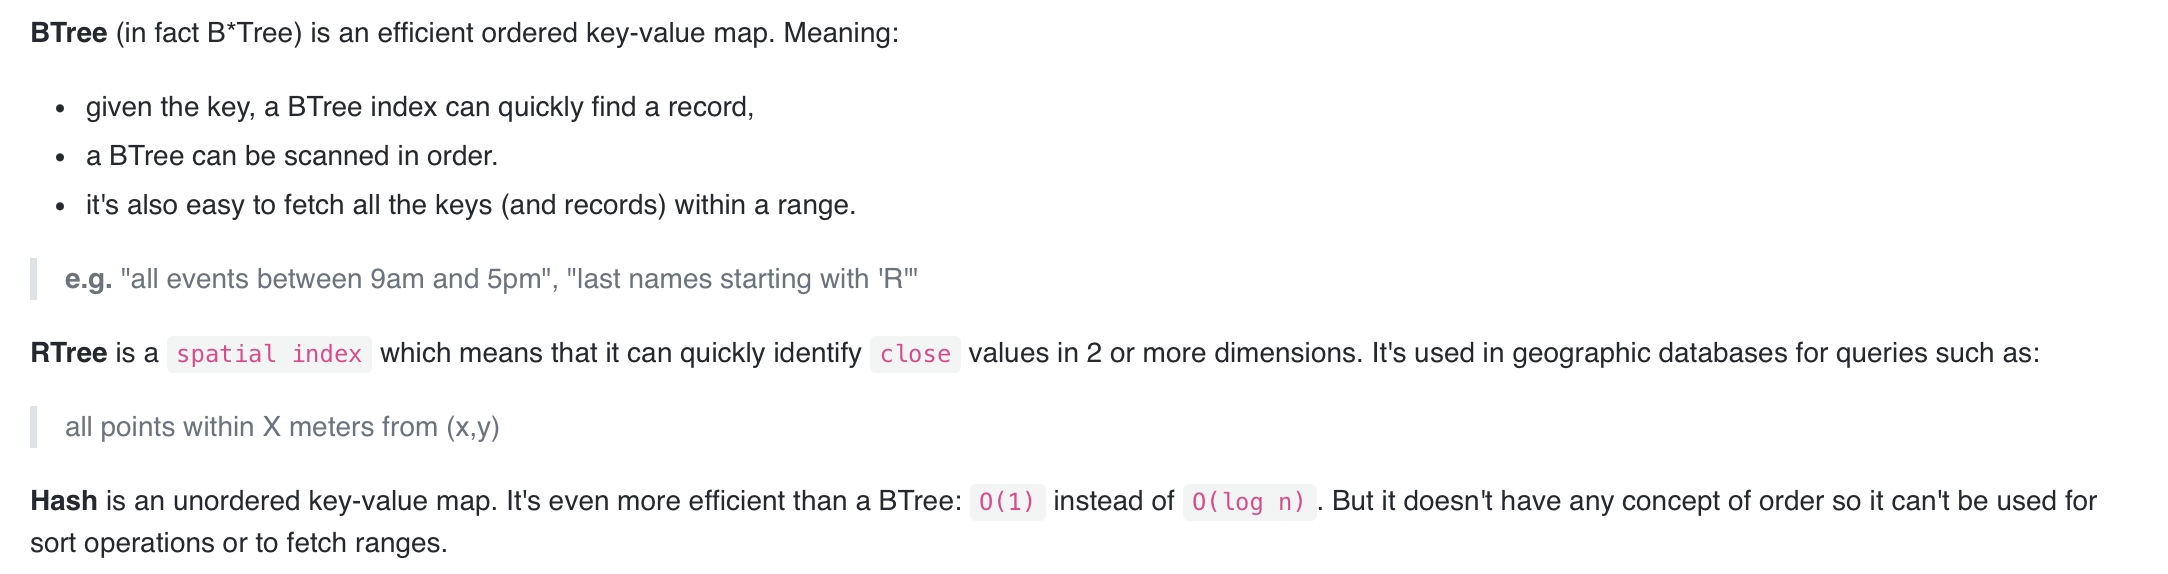 BTree (in fact B*Tree) is an efficient ordered key-value map. Meaning:
• given the key, a BTree index can quickly find a record,
• a BTree can be scanned in order.
• it's also easy to fetch all the keys (and records) within a range.
e.g. "all events between 9am and 5pm", "last names starting with 'R'"
RTree is a spatial index which means that it can quickly identify close values in 2 or more dimensions. It's used in geographic databases for queries such as:
all points within X meters from (x,y)
Hash is an unordered key-value map. It's even more efficient than a BTree: O(1) instead of O(log n) . But it doesn't have any concept of order so it can't be used for
sort operations or to fetch ranges.